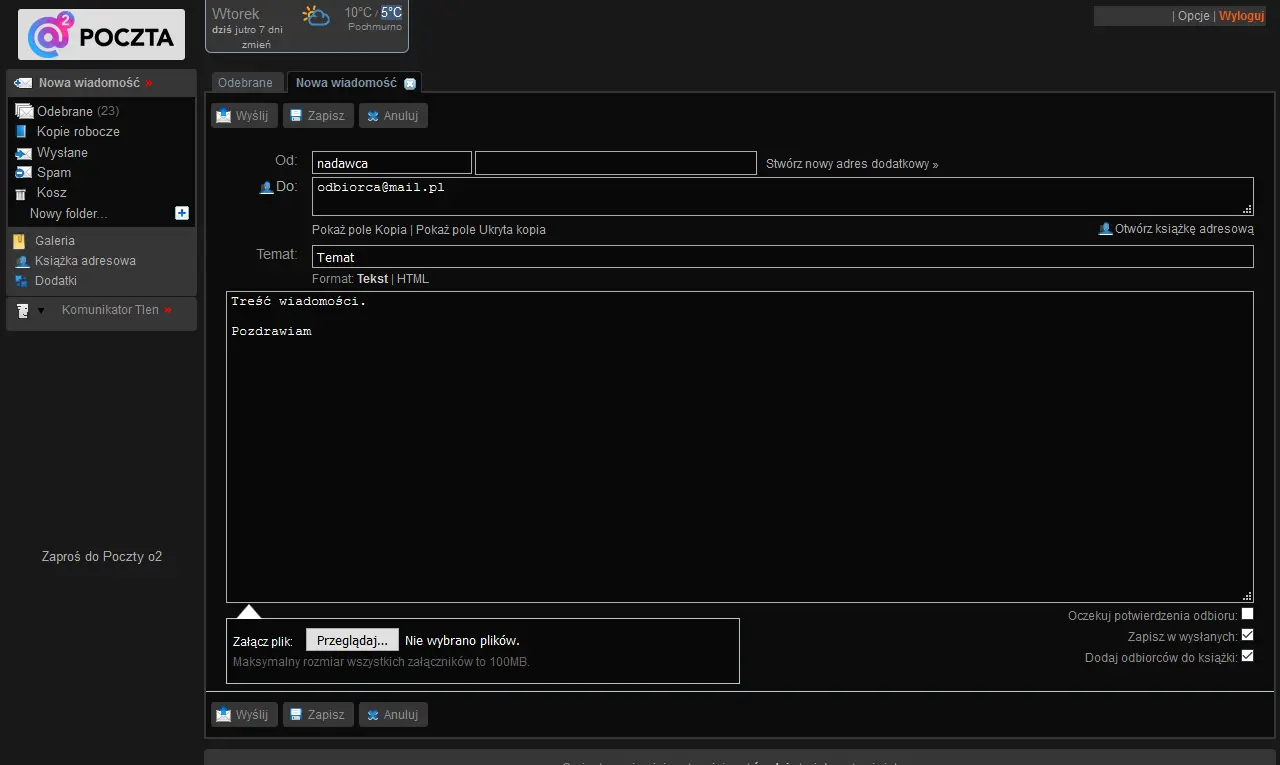 @2 POCZTA
Wtorek
dziś jutro 7 dni
zmień
10°C / 5°C
Pochmurno
| Opcje | Wyloguj
Nowa wiadomość »
Odebrane (23)
Kopie robocze
Wysłane
Spam
Kosz
Nowy folder...
Galeria
Książka adresowa
Dodatki
Komunikator Tlen »
Zaproś do Poczty o2
Odebrane
Nowa wiadomość
Wyślij
Zapisz
Anuluj
Od:
nadawca
Stwórz nowy adres dodatkowy »
Do:
odbiorca@mail.pl
Pokaż pole Kopia | Pokaż pole Ukryta kopia
Otwórz książkę adresową
Temat:
Temat
Format: Tekst | HTML
Treść wiadomości.
Pozdrawiam
Załącz plik:
Przeglądaj...
Nie wybrano plików.
Maksymalny rozmiar wszystkich załączników to 100MB.
Oczekuj potwierdzenia odbioru:
Zapisz w wysłanych:
Dodaj odbiorców do książki:
Wyślij
Zapisz
Anuluj